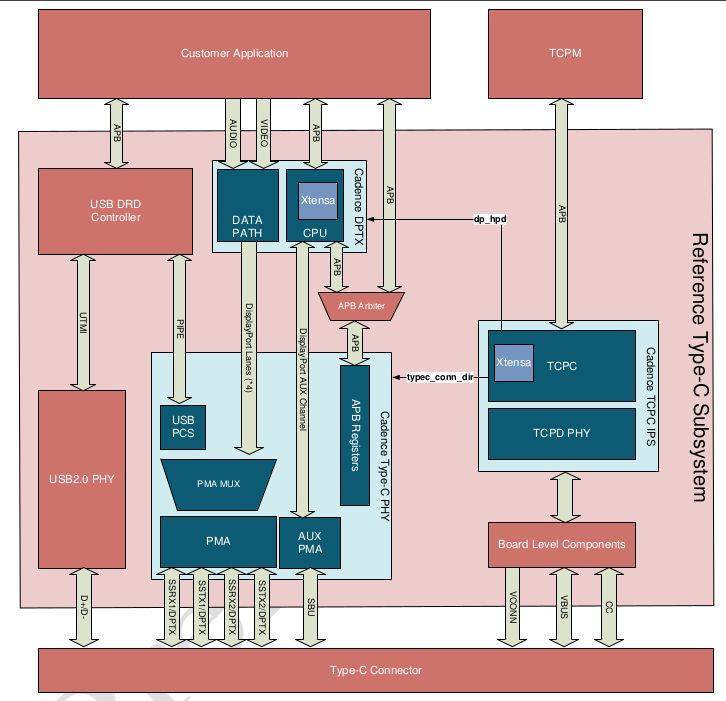 Customer Application
TCPM
APB
AUDIO
VIDEO
APB
APB
APB
Reference Type-C Subsystem
USB DRD
Controller
DATA
PATH
Xtensa
CPU
Cadence DPTX
dp_hpd
APB
APB Arbiter
UTMI
PIPE
DisplayPort Lanes (*4)
DisplayPort AUX Channel
APB
typec_conn_dir
Xtensa
TCPC
TCPD PHY
Cadence TCPC IPS
USB2.0 PHY
USB
PCS
PMA MUX
PMA
AUX
PMA
APB Registers
Cadence Type-C PHY
Board Level Components
D+/D-
SSRX1/DPTX
SSTX1/DPTX
SSRX2/DPTX
SSTX2/DPTX
SBU
VCONN
VBUS
CC
Type-C Connector